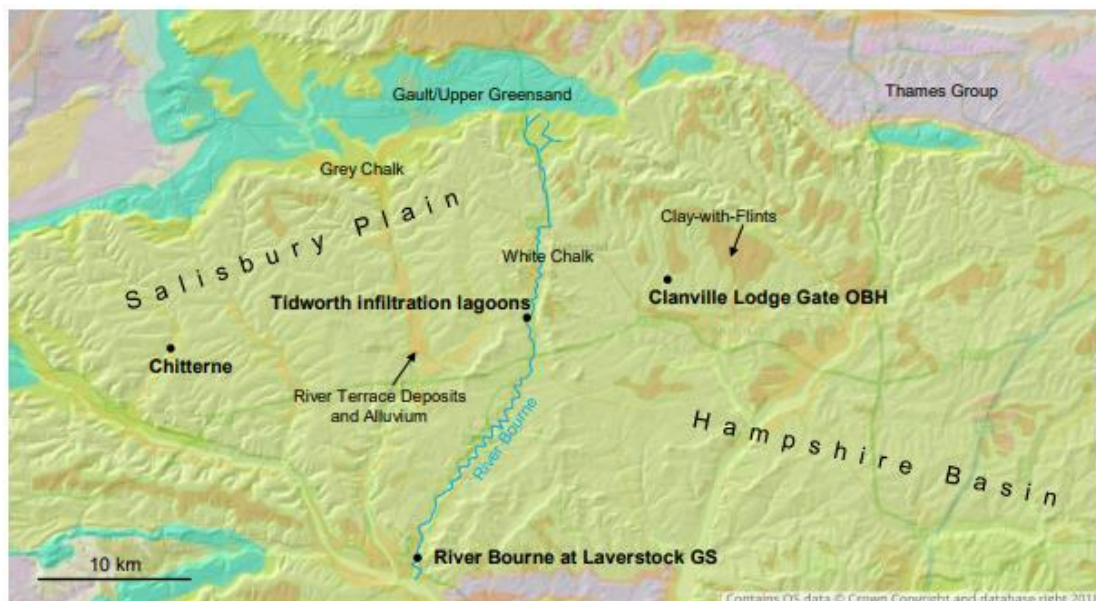 Gault/Upper Greensand
Thames Group
Grey Chalk
Salisbury Plain
Clay-with-Flints
White Chalk
Tidworth infiltration lagoons
Clanville Lodge Gate OBH
Chitterne
River Terrace Deposits
and Alluvium
River Bourne
Hampshire Basin
River Bourne at Laverstock GS
10 km
Contains OS data © Crown Copyright and database right 201